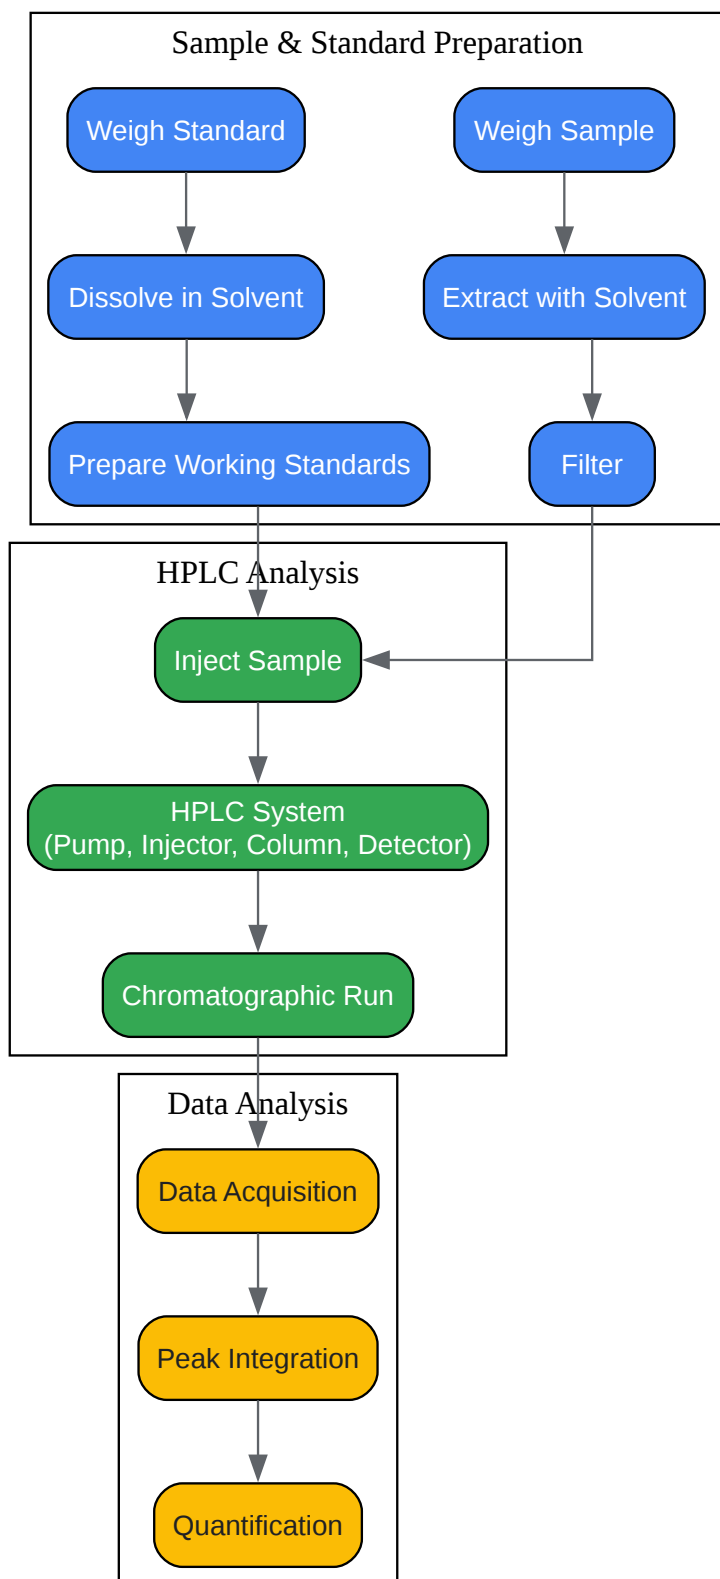 Sample & Standard Preparation
Weigh Standard
Weigh Sample
Dissolve in Solvent
Extract with Solvent
Prepare Working Standards
Filter
HPLC Analysis
Inject Sample
HPLC System
(Pump, Injector, Column, Detector)
Chromatographic Run
Data Analysis
Data Acquisition
Peak Integration
Quantification